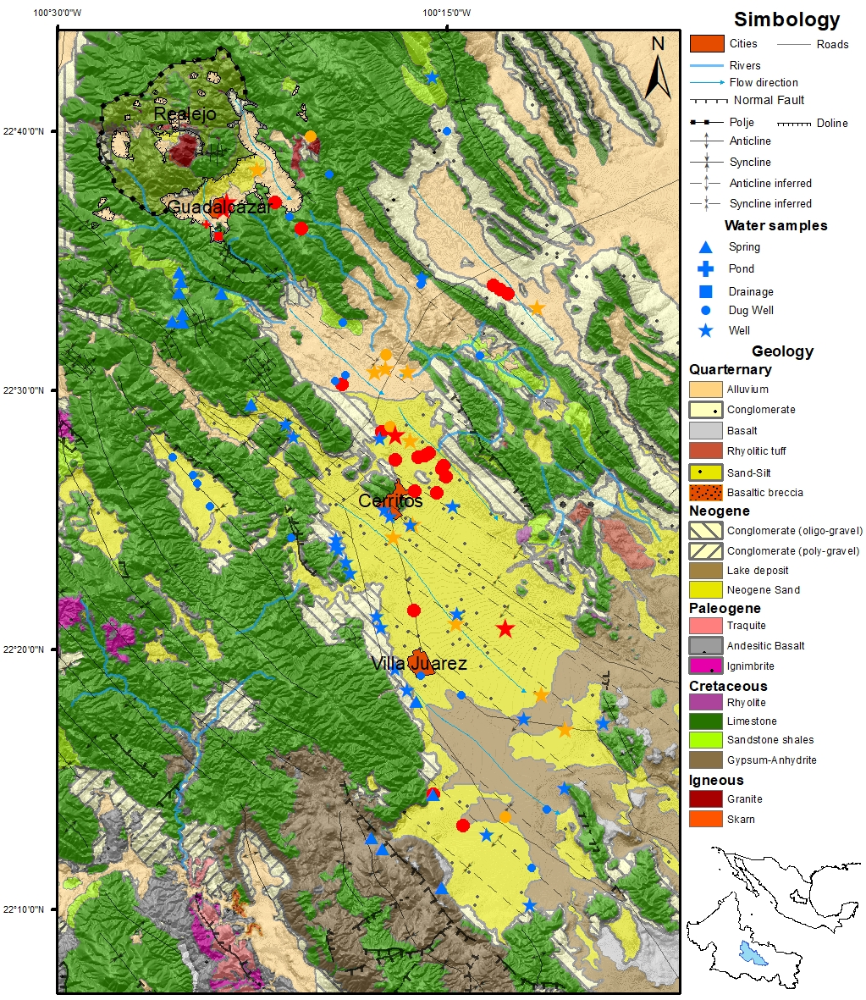 100°30'0"W
100°15'0"W
22°40'0"N
22°30'0"N
22°20'0"N
22°10'0"N
N
Realejo
Guadalcazar
Cerritos
Villa Juarez
Simbology
Cities
Roads
Rivers
Flow direction
Normal Fault
Polje
Doline
Anticline
Syncline
Anticline inferred
Syncline inferred
Water samples
Spring
Pond
Drainage
Dug Well
Well
Geology
Quarternary
Alluvium
Conglomerate
Basalt
Rhyolitic tuff
Sand-Silt
Basaltic breccia
Neogene
Conglomerate (oligo-gravel)
Conglomerate (poly-gravel)
Lake deposit
Neogene Sand
Paleogene
Traquite
Andesitic Basalt
Ignimbrite
Cretaceous
Rhyolite
Limestone
Sandstone shales
Gypsum-Anhydrite
Igneous
Granite
Skarn